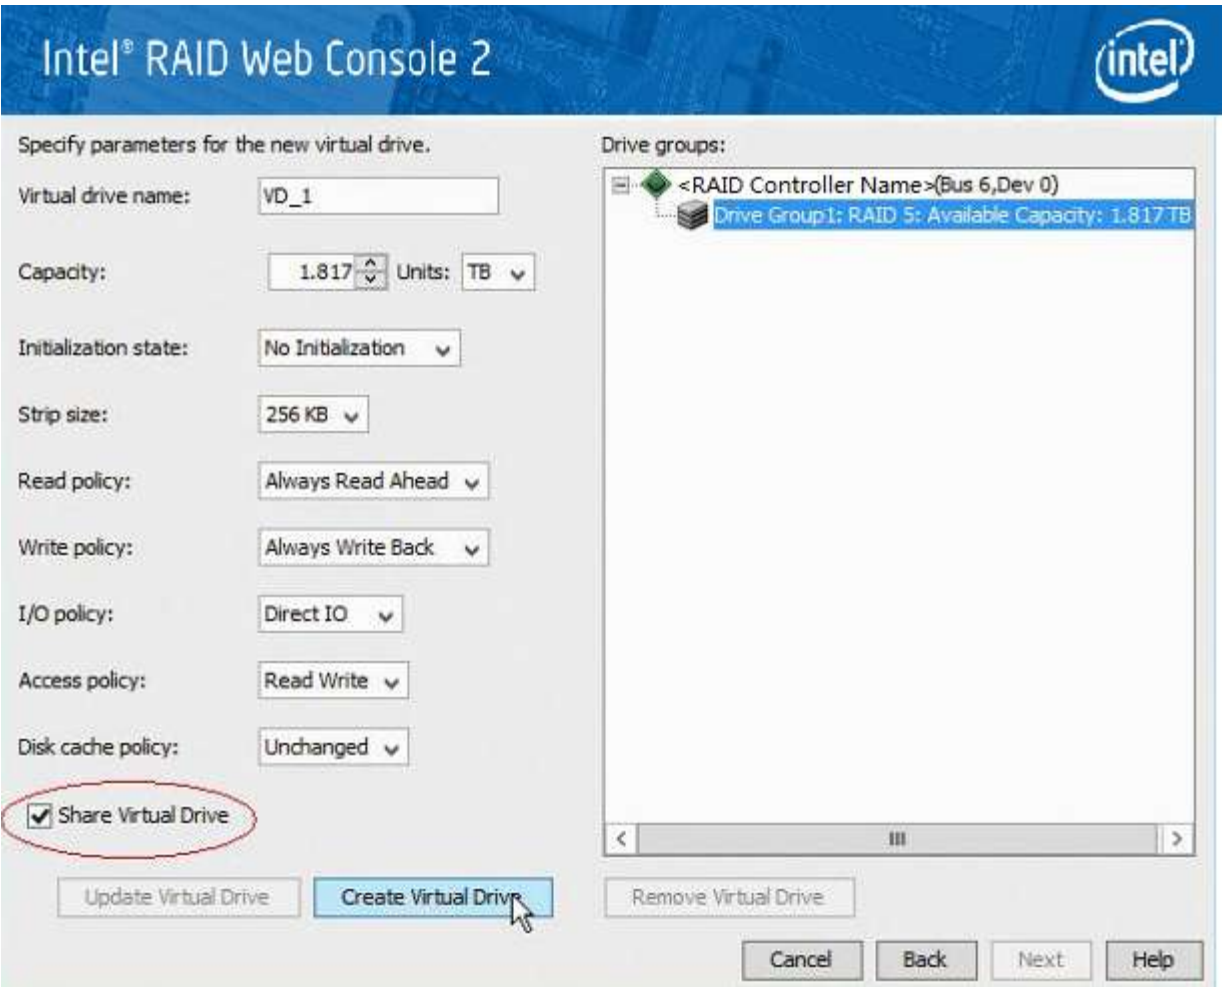 Intel® RAID Web Console 2
intel
Specify parameters for the new virtual drive.
Virtual drive name: VD_1
Capacity: 1.817 Units: TB
Initialization state: No Initialization
Strip size: 256 KB
Read policy: Always Read Ahead
Write policy: Always Write Back
I/O policy: Direct IO
Access policy: Read Write
Disk cache policy: Unchanged
Share Virtual Drive
Drive groups:
<RAID Controller Name>(Bus 6,Dev 0)
Drive Group1: RAID 5: Available Capacity: 1.817 TB
Update Virtual Drive Create Virtual Drive Remove Virtual Drive
Cancel Back Next Help